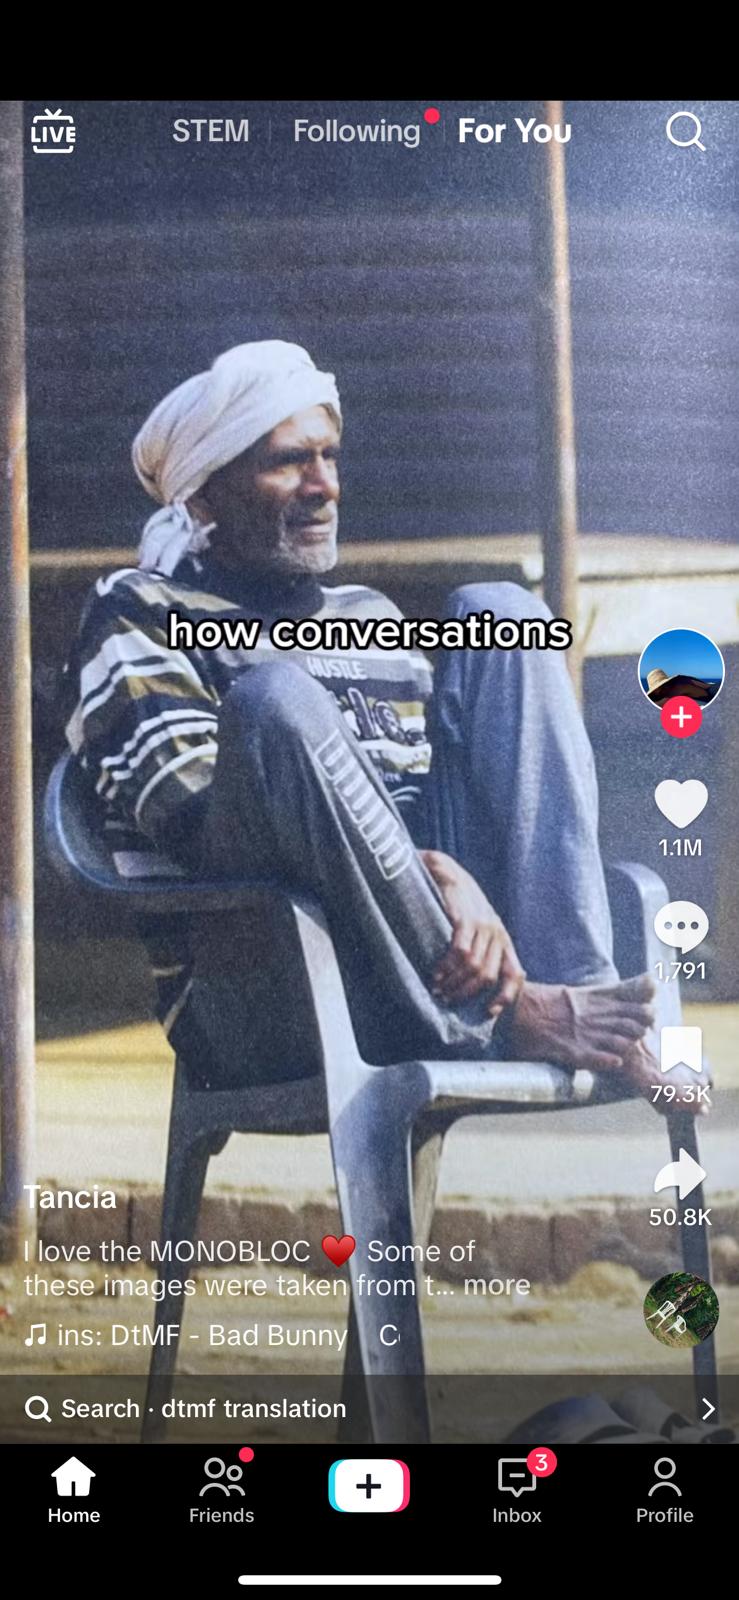 LIVE
STEM
Following
For You
how conversations
HUSTLE
1.1M
1,791
79.3K
50.8K
Tancia
I love the MONOBLOC ♥️ Some of
these images were taken from t... more
ins: DtMF - Bad Bunny
Search · dtmf translation
Home
Friends
3
Inbox
Profile